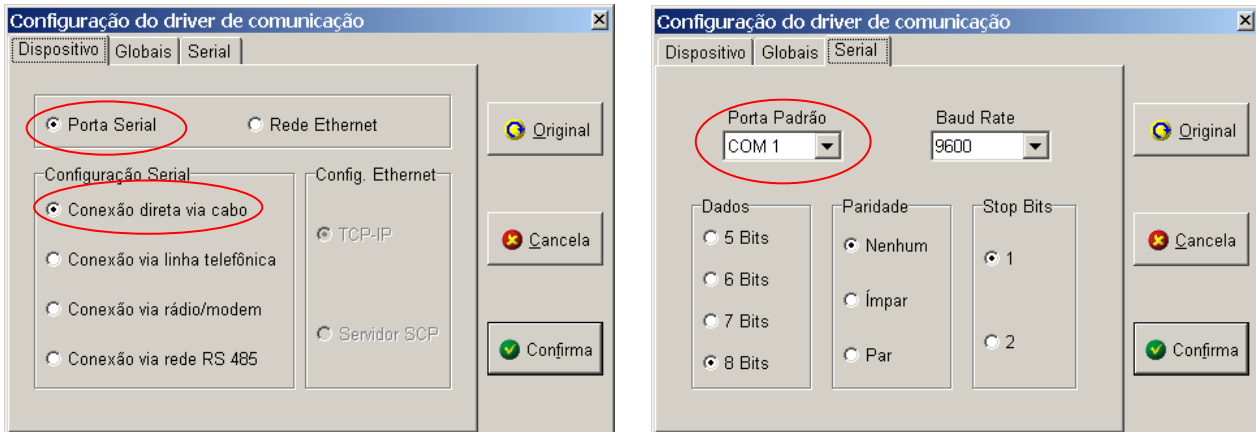 Configuração do driver de comunicação
Dispositivo Globais Serial
Porta Serial Rede Ethernet
Original
Configuração Serial Config. Ethernet
Conexão direta via cabo
TCP-IP
Cancela
Conexão via linha telefônica
Conexão via rádio/modem
Servidor SCP
Confirma
Conexão via rede RS 485
Configuração do driver de comunicação
Dispositivo Globais Serial
Porta Padrão Baud Rate
COM 1 9600
Original
Dados Paridade Stop Bits
5 Bits
Nenhum
Cancela
1
6 Bits
Ímpar
7 Bits
2
Par
Confirma
8 Bits